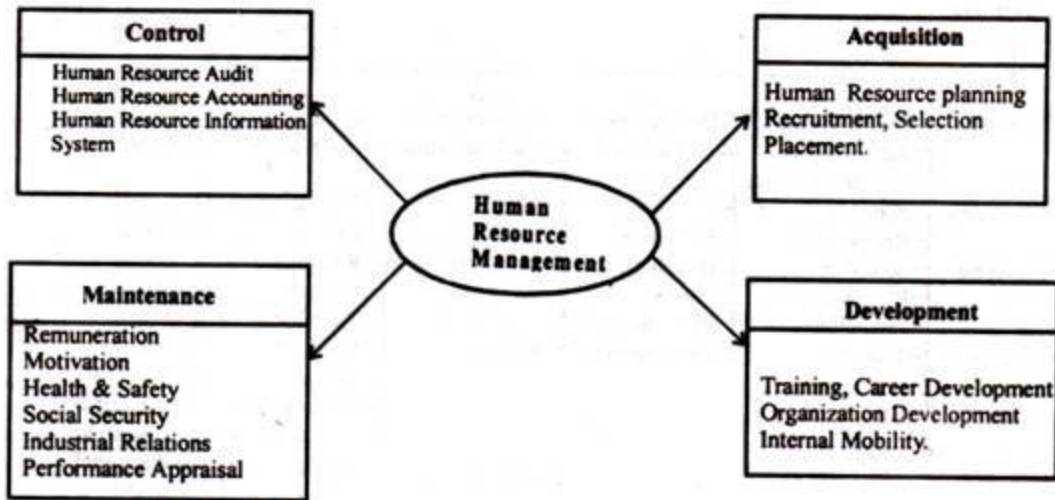 Control
Human Resource Audit
Human Resource Accounting
Human Resource Information
System
Acquisition
Human Resource planning
Recruitment, Selection
Placement.
Human
Resource
Management
Maintenance
Remuneration
Motivation
Health & Safety
Social Security
Industrial Relations
Performance Appraisal
Development
Training, Career Development
Organization Development
Internal Mobility.